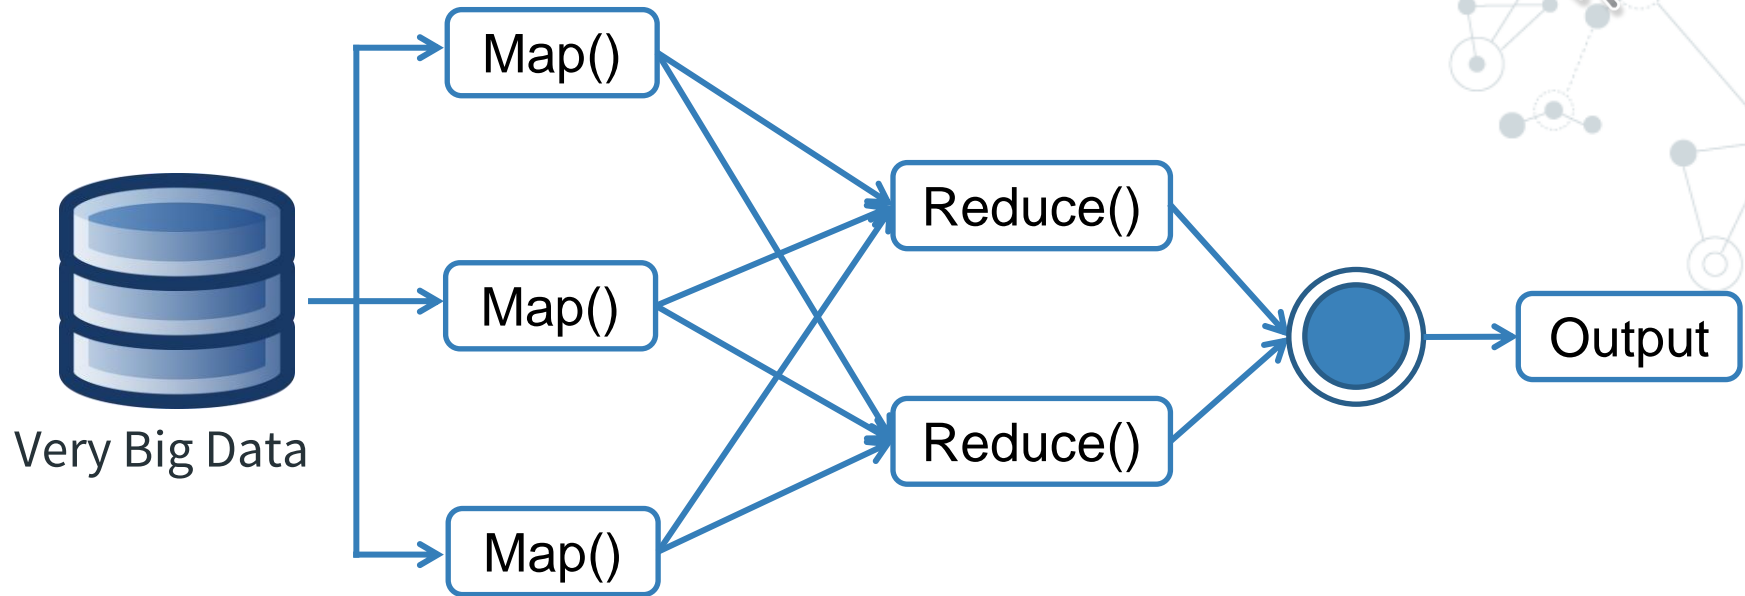 Map()
Map()
Map()
Very Big Data
Reduce()
Reduce()
Output